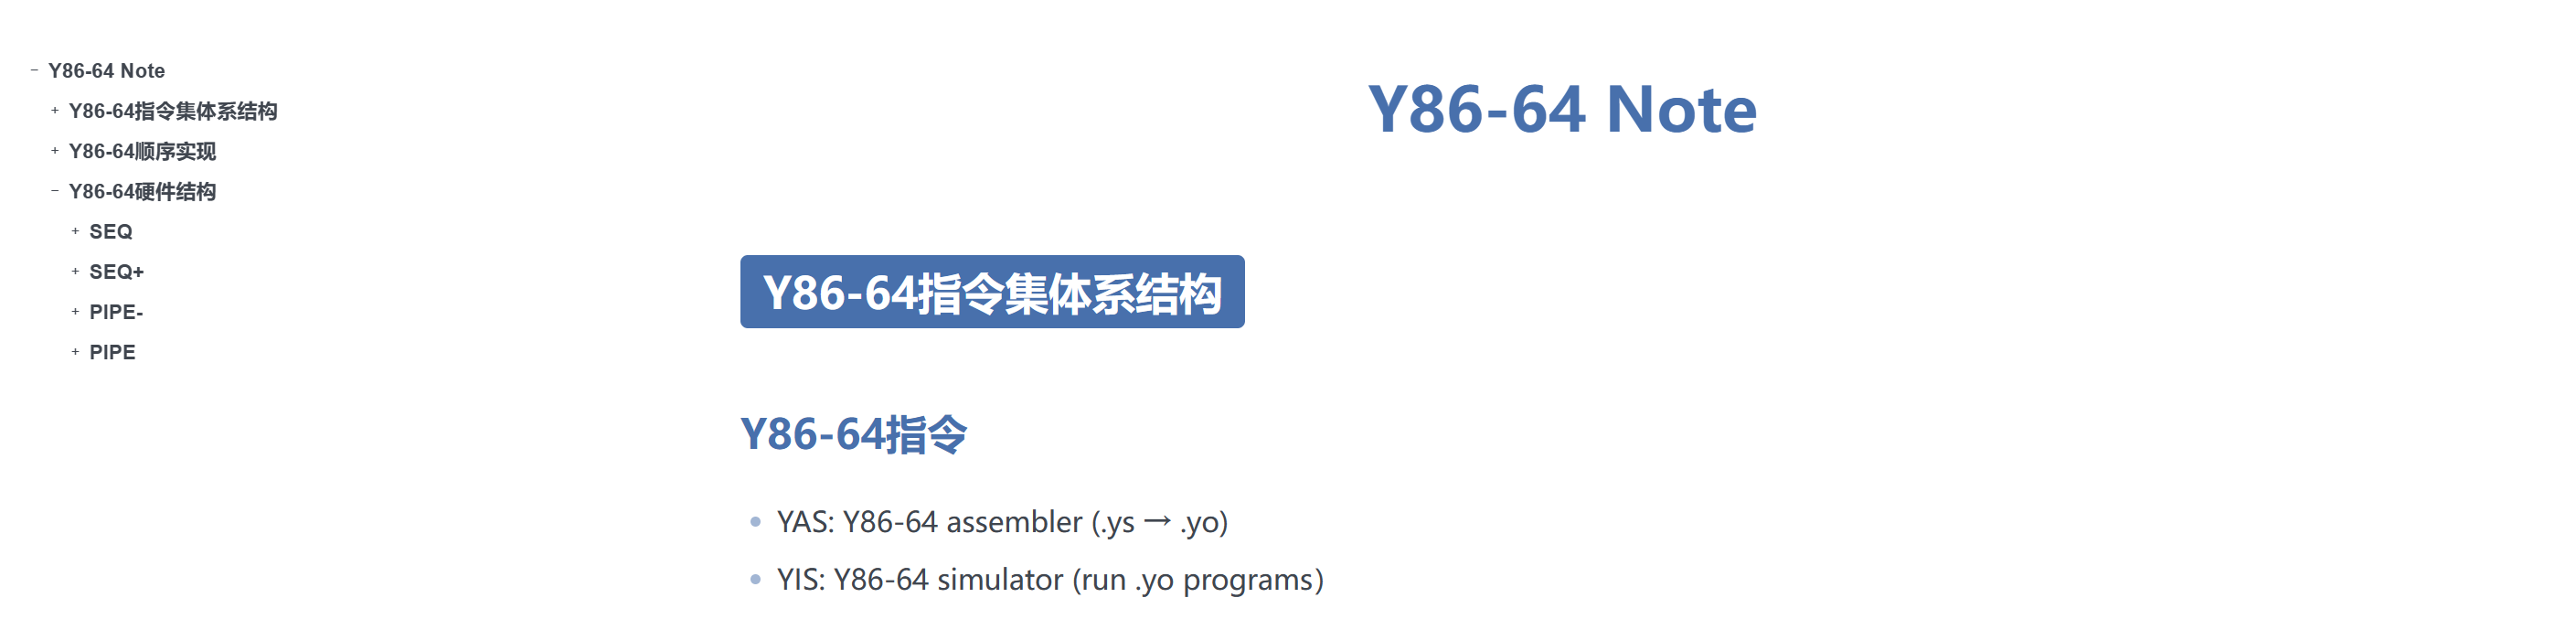 Y86-64 Note
Y86-64指令集体系结构
Y86-64顺序实现
Y86-64硬件结构
SEQ
SEQ+
PIPE-
PIPE
Y86-64 Note
Y86-64指令集体系结构
Y86-64指令
YAS: Y86-64 assembler (.ys → .yo)
YIS: Y86-64 simulator (run .yo programs）